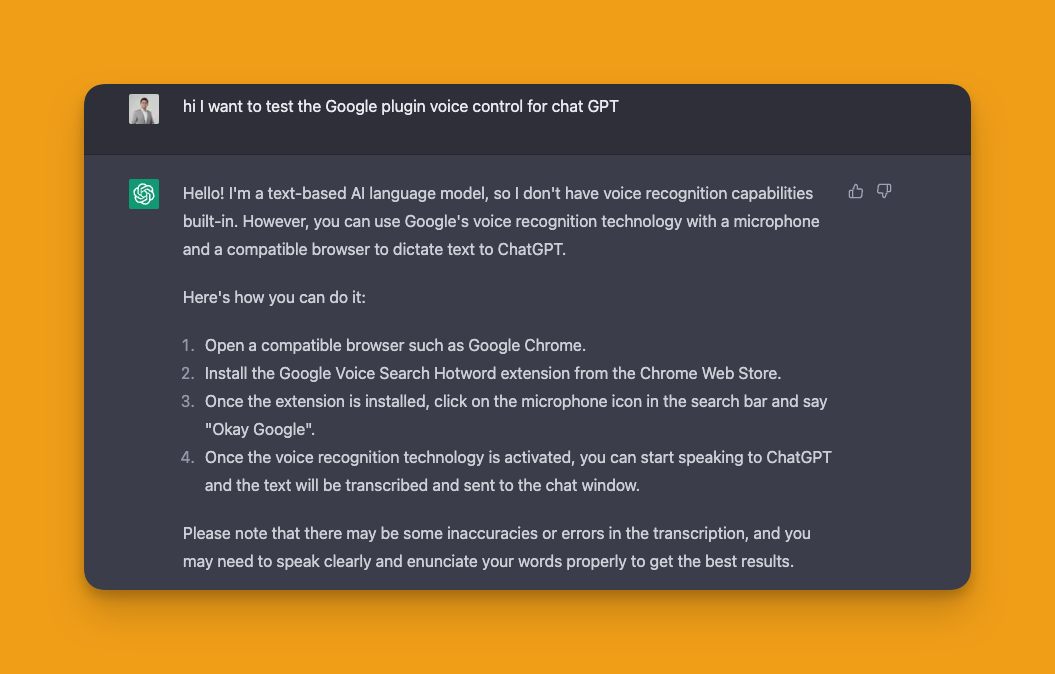 hi I want to test the Google plugin voice control for chat GPT
Hello! I'm a text-based AI language model, so I don't have voice recognition capabilities
built-in. However, you can use Google's voice recognition technology with a microphone
and a compatible browser to dictate text to ChatGPT.
Here's how you can do it:
1. Open a compatible browser such as Google Chrome.
2. Install the Google Voice Search Hotword extension from the Chrome Web Store.
3. Once the extension is installed, click on the microphone icon in the search bar and say
"Okay Google".
4. Once the voice recognition technology is activated, you can start speaking to ChatGPT
and the text will be transcribed and sent to the chat window.
Please note that there may be some inaccuracies or errors in the transcription, and you
may need to speak clearly and enunciate your words properly to get the best results.